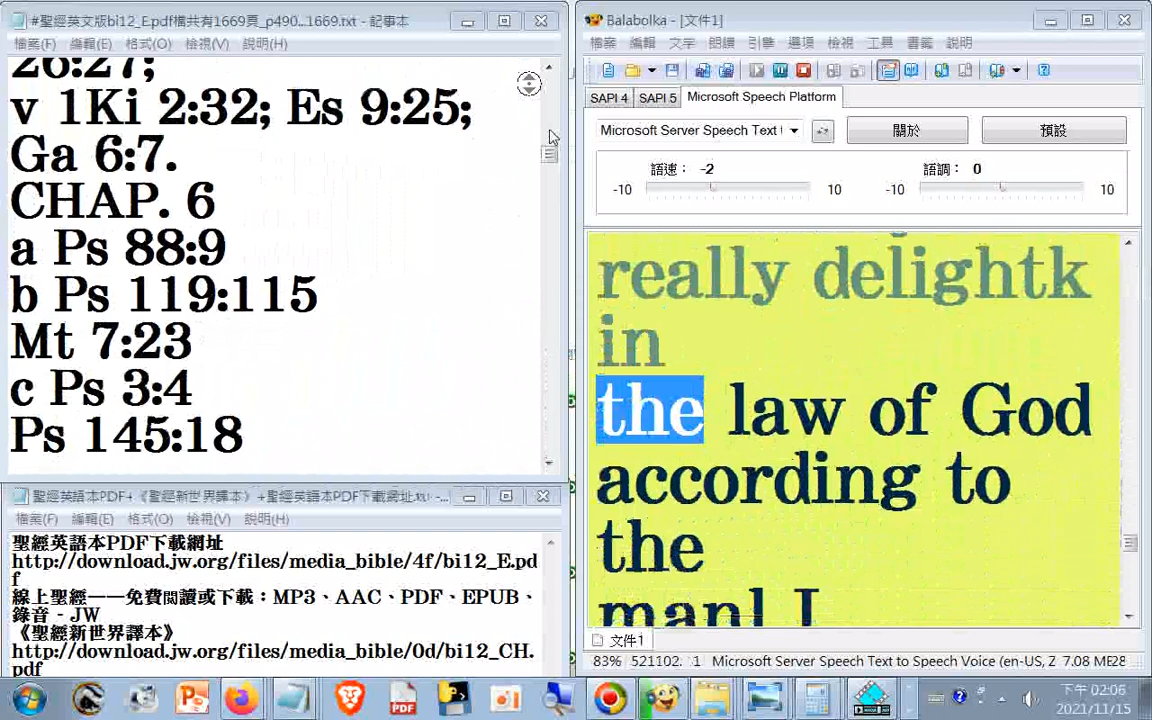 #聖經英文版bi12_E.pdf檔共有1669頁_p490...1669.txt - 記事本
檔案(F) 編輯(E) 格式(O) 檢視(V) 說明(H)
26:27;
v 1Ki 2:32; Es 9:25;
Ga 6:7.
CHAP. 6
a Ps 88:9
b Ps 119:115
Mt 7:23
c Ps 3:4
Ps 145:18
聖經英語本PDF+《聖經新世界譯本》+聖經英語本PDF下載網址.txt - ...
檔案(F) 編輯(E) 格式(O) 檢視(V) 說明(H)
聖經英語本PDF下載網址
http://download.jw.org/files/media_bible/4f/bi12_E.pd
f
線上聖經——免費閱讀或下載：MP3、AAC、PDF、EPUB、
錄音 - JW
《聖經新世界譯本》
http://download.jw.org/files/media_bible/0d/bi12_CH.
pdf
Balabolka - [文件1]
檔案 編輯 文字 朗讀 引擎 選項 檢視 工具 書籤 說明
SAPI 4 SAPI 5 Microsoft Speech Platform
Microsoft Server Speech Text 關於 預設
語速： -2 語調： 0
-10 10 -10 10
really delightk
in
the law of God
according to
the
man,l I
文件1
83% 521102. 1 Microsoft Server Speech Text to Speech Voice (en-US, Z 7.08 ME28
下午 02:06
2021/11/15